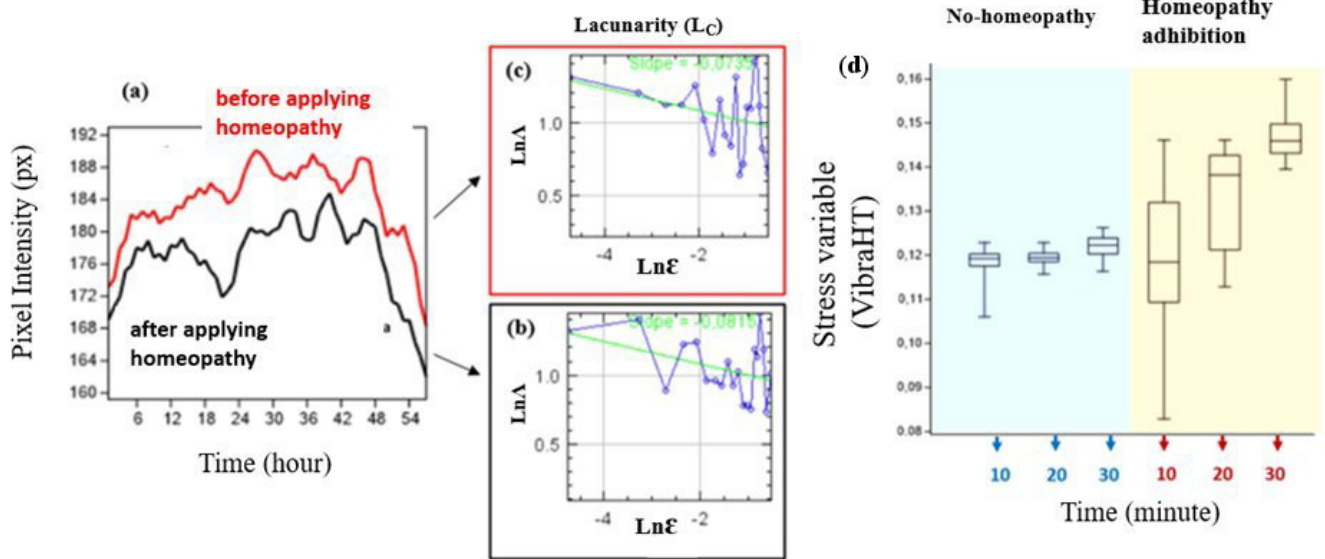 (a)
before applying
homeopathy
192
188
184
180
176
172
168
164
160
Pixel Intensity (px)
after applying
homeopathy
a
6 12 18 24 30 36 42 48 54
Time (hour)
Lacunarity (LC)
(c)
Slope = -0,0735
LnΛ
1.0
0.5
-4 -2
Lnℇ
(b)
Slope = -0,0815
LnΛ
1.0
0.5
-4 -2
Lnℇ
(d)
No-homeopathy
Homeopathy
adhibition
Stress variable
(VibraHT)
0,16
0,15
0,14
0,13
0,12
0,11
0,10
0,09
0,08
10 20 30 10 20 30
Time (minute)